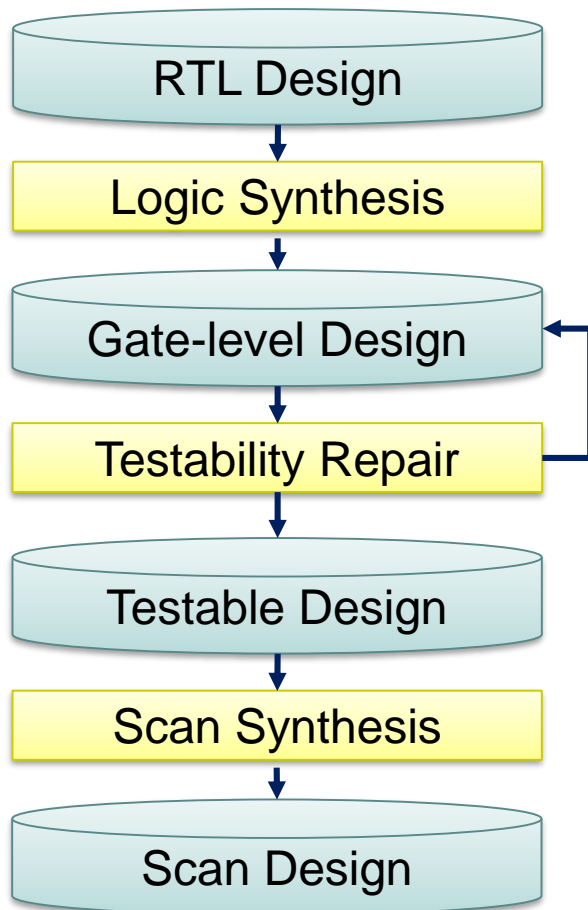 RTL Design
Logic Synthesis
Gate-level Design
Testability Repair
Testable Design
Scan Synthesis
Scan Design